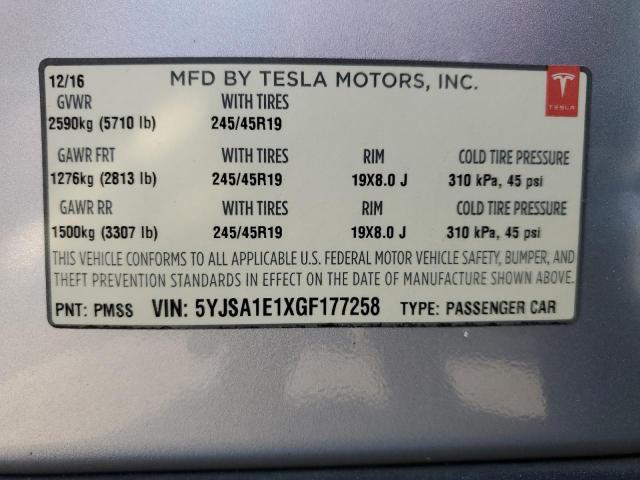 12/16 MFD BY TESLA MOTORS, INC.
TESLA
GVWR WITH TIRES
2590kg (5710 lb) 245/45R19
GAWR FRT WITH TIRES RIM COLD TIRE PRESSURE
1276kg (2813 lb) 245/45R19 19X8.0 J 310 kPa, 45 psi
GAWR RR WITH TIRES RIM COLD TIRE PRESSURE
1500kg (3307 lb) 245/45R19 19X8.0 J 310 kPa, 45 psi
THIS VEHICLE CONFORMS TO ALL APPLICABLE U.S. FEDERAL MOTOR VEHICLE SAFETY, BUMPER, AND
THEFT PREVENTION STANDARDS IN EFFECT ON THE DATE OF MANUFACTURE SHOWN ABOVE.
PNT: PMSS VIN: 5YJSA1E1XGF177258 TYPE: PASSENGER CAR